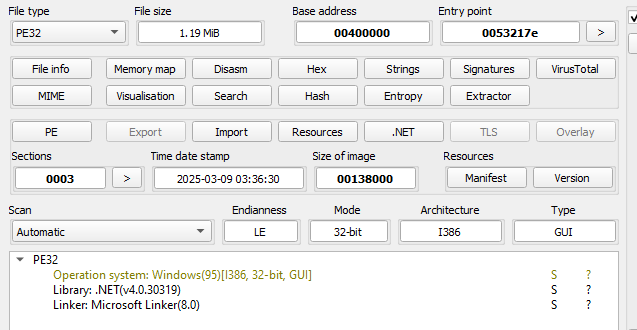 File type File size Base address Entry point
PE32 1.19 MiB 00400000 0053217e >
File info Memory map Disasm Hex Strings Signatures VirusTotal
MIME Visualisation Search Hash Entropy Extractor
PE Export Import Resources .NET TLS Overlay
Sections Time date stamp Size of image Resources
0003 > 2025-03-09 03:36:30 00138000 Manifest Version
Scan Endianness Mode Architecture Type
Automatic LE 32-bit I386 GUI
PE32
Operation system: Windows(95)[I386, 32-bit, GUI] S ?
Library: .NET(v4.0.30319) S ?
Linker: Microsoft Linker(8.0) S ?